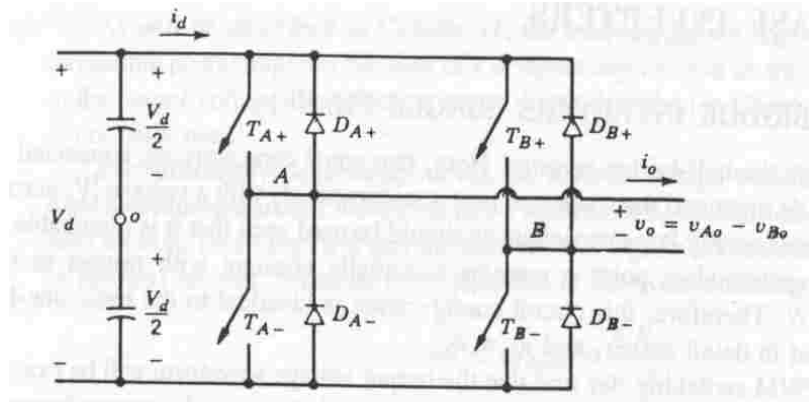 i_d
+ +
V_d/2
T_A+ D_A+ T_B+ D_B+
−
A
i_o
V_d o
+
− v_o = v_Ao − v_Bo
B
+
V_d/2
T_A− D_A− T_B− D_B−
− −